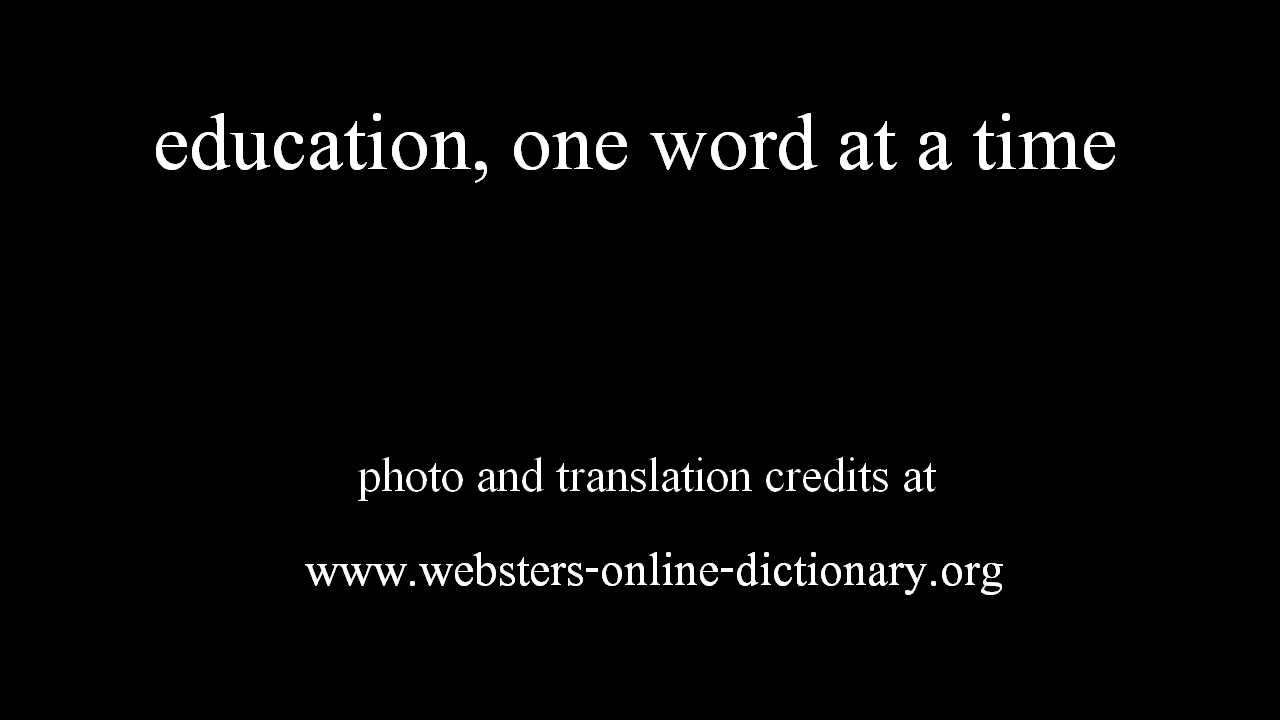 education, one word at a time
photo and translation credits at
www.websters-online-dictionary.org